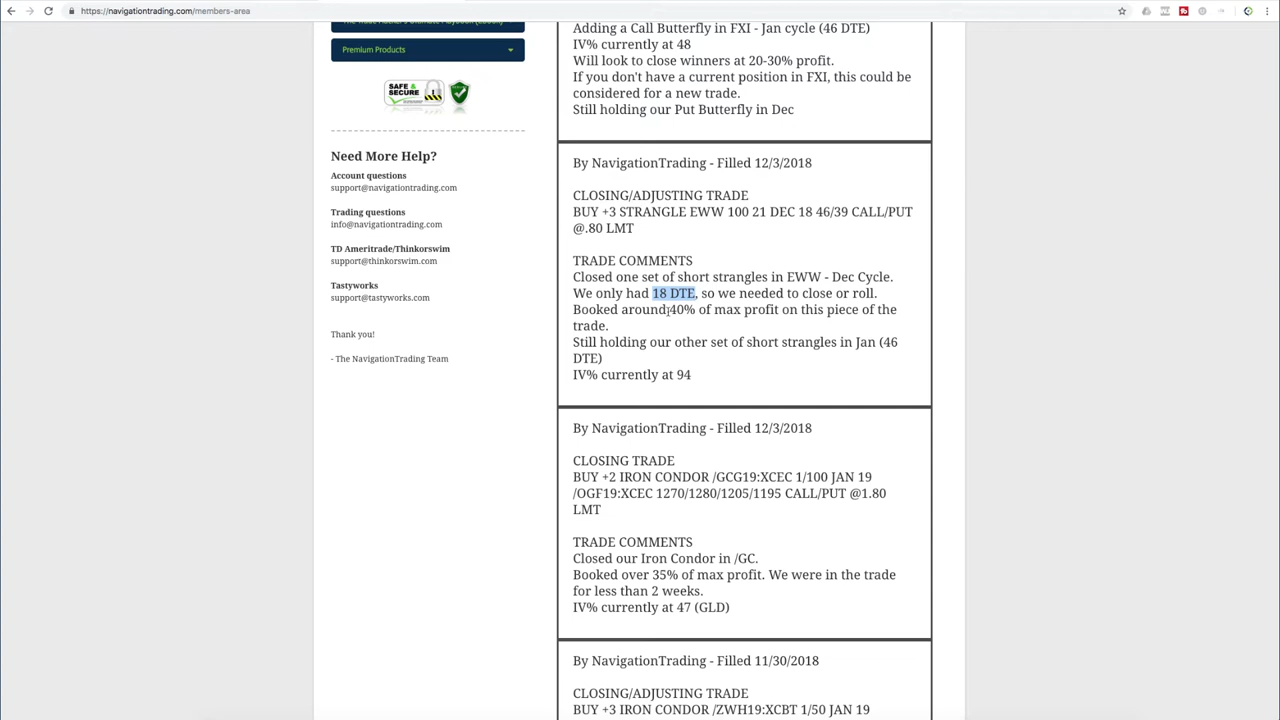 https://navigationtrading.com/members-area
Premium Products
SAFE &
SECURE
Need More Help?
Account questions
support@navigationtrading.com
Trading questions
info@navigationtrading.com
TD Ameritrade/Thinkorswim
support@thinkorswim.com
Tastyworks
support@tastyworks.com
Thank you!
- The NavigationTrading Team
Adding a Call Butterfly in FXI - Jan cycle (46 DTE)
IV% currently at 48
Will look to close winners at 20-30% profit.
If you don't have a current position in FXI, this could be
considered for a new trade.
Still holding our Put Butterfly in Dec
By NavigationTrading - Filled 12/3/2018
CLOSING/ADJUSTING TRADE
BUY +3 STRANGLE EWW 100 21 DEC 18 46/39 CALL/PUT
@.80 LMT
TRADE COMMENTS
Closed one set of short strangles in EWW - Dec Cycle.
We only had 18 DTE, so we needed to close or roll.
Booked around 40% of max profit on this piece of the
trade.
Still holding our other set of short strangles in Jan (46
DTE)
IV% currently at 94
By NavigationTrading - Filled 12/3/2018
CLOSING TRADE
BUY +2 IRON CONDOR /GCG19:XCEC 1/100 JAN 19
/OGF19:XCEC 1270/1280/1205/1195 CALL/PUT @1.80
LMT
TRADE COMMENTS
Closed our Iron Condor in /GC.
Booked over 35% of max profit. We were in the trade
for less than 2 weeks.
IV% currently at 47 (GLD)
By NavigationTrading - Filled 11/30/2018
CLOSING/ADJUSTING TRADE
BUY +3 IRON CONDOR /ZWH19:XCBT 1/50 JAN 19